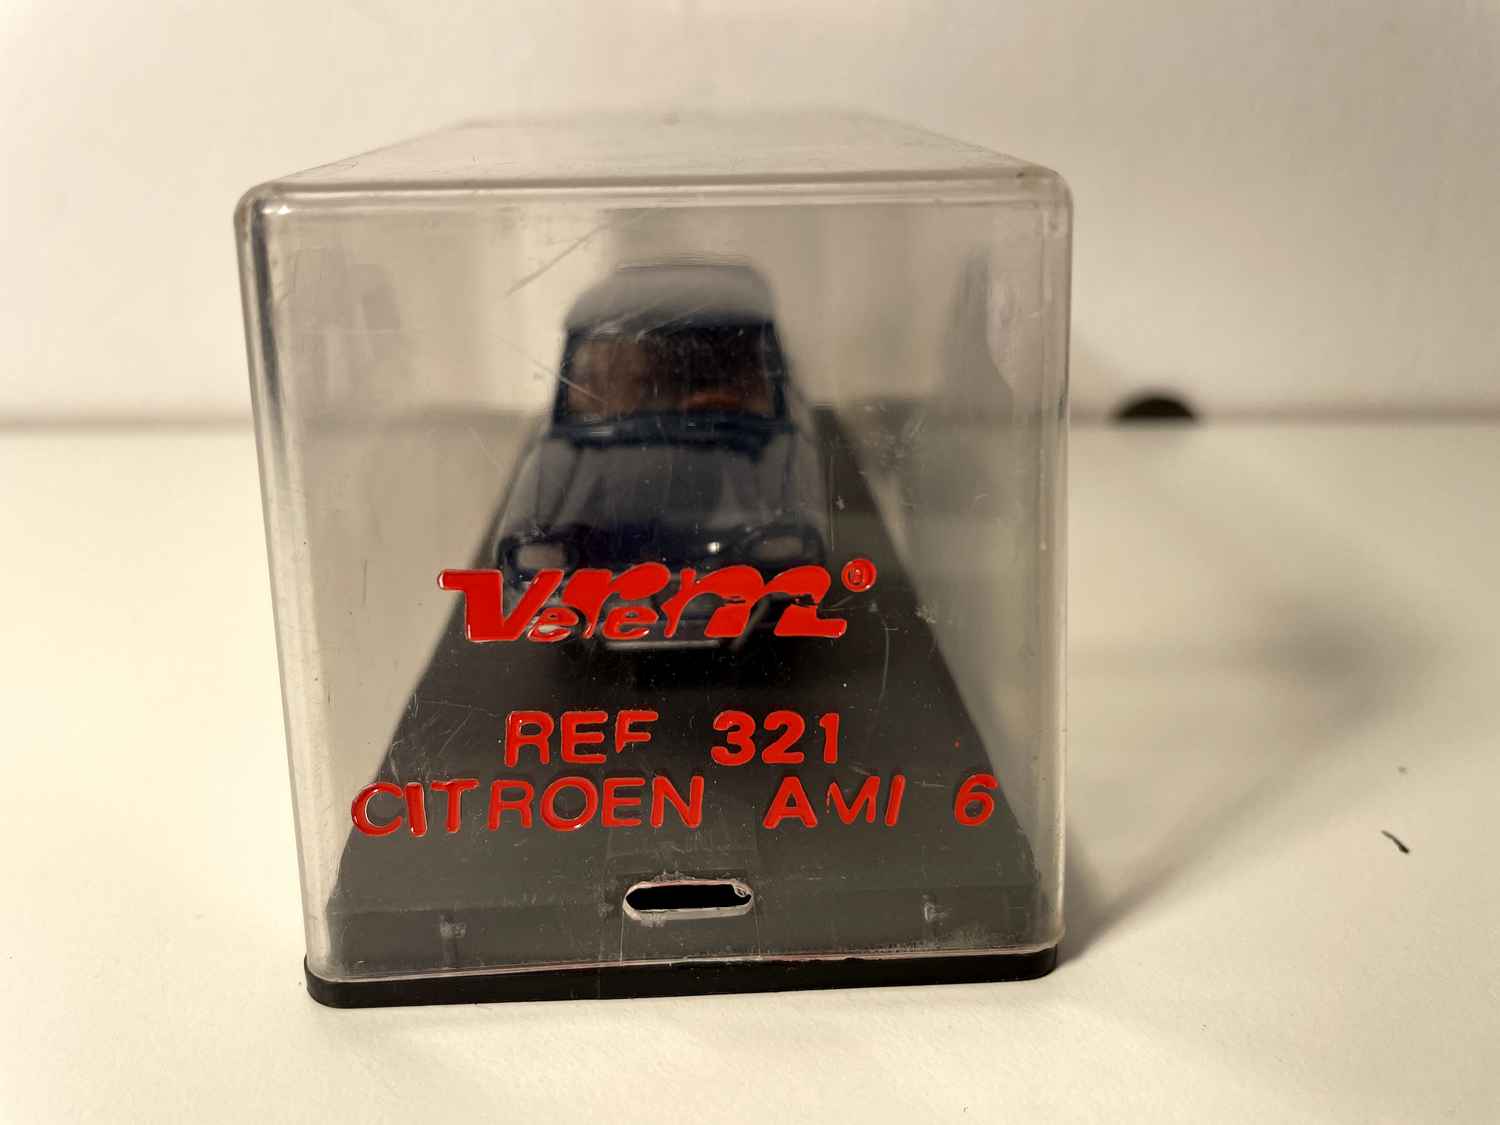 Verem®
REF 321
CITROEN AMI 6